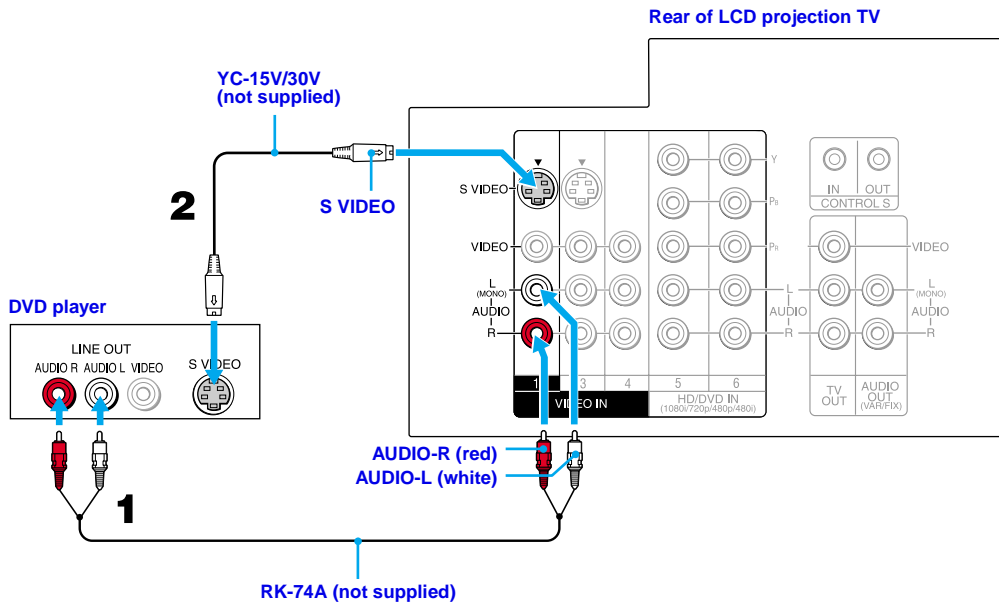 Rear of LCD projection TV
YC-15V/30V
(not supplied)
S VIDEO
2
DVD player
LINE OUT
AUDIO R AUDIO L VIDEO
S VIDEO
1
RK-74A (not supplied)
AUDIO-R (red)
AUDIO-L (white)
S VIDEO
VIDEO
L
(MONO)
AUDIO
R
1 3 4 5 6
VIDEO IN
HD/DVD IN
(1080i/720p/480p/480i)
Y
PB
PR
L
AUDIO
R
IN OUT
CONTROL S
VIDEO
L
(MONO)
AUDIO
R
TV
OUT
AUDIO
OUT
(VAR/FIX)